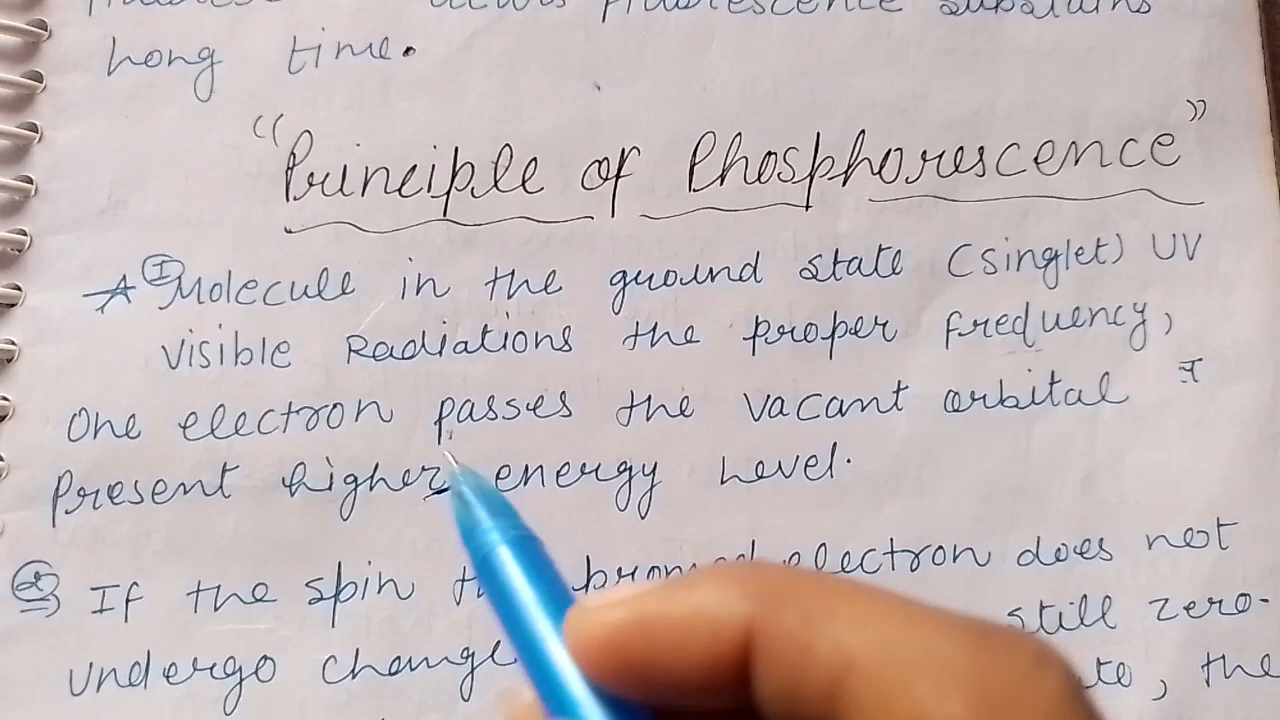 occurs
long time.
"Principle of Phosphorescence"
① Molecule in the ground state (singlet) UV
visible Radiations the proper frequency,
One electron passes the vacant orbital
Present higher energy level.
② If the spin electron does not
undergo change still zero.
the